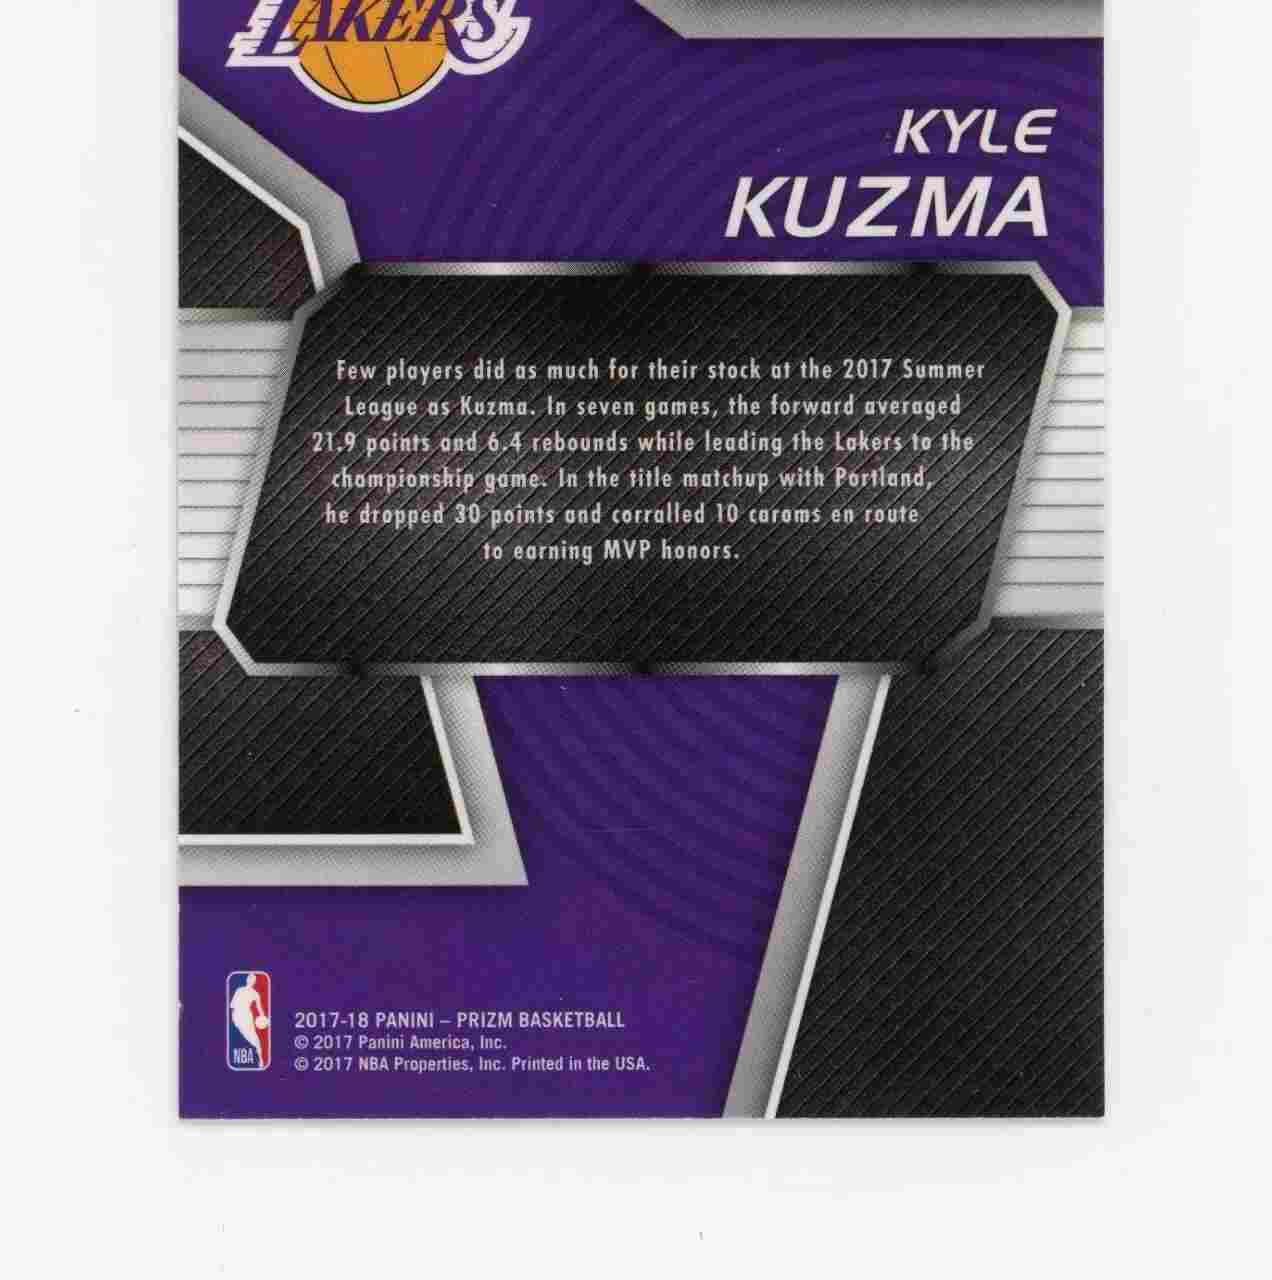 LAKERS
KYLE
KUZMA
Few players did as much for their stock at the 2017 Summer
League as Kuzma. In seven games, the forward averaged
21.9 points and 6.4 rebounds while leading the Lakers to the
championship game. In the title matchup with Portland,
he dropped 30 points and corralled 10 caroms en route
to earning MVP honors.
NBA
2017-18 PANINI – PRIZM BASKETBALL
© 2017 Panini America, Inc.
© 2017 NBA Properties, Inc. Printed in the USA.